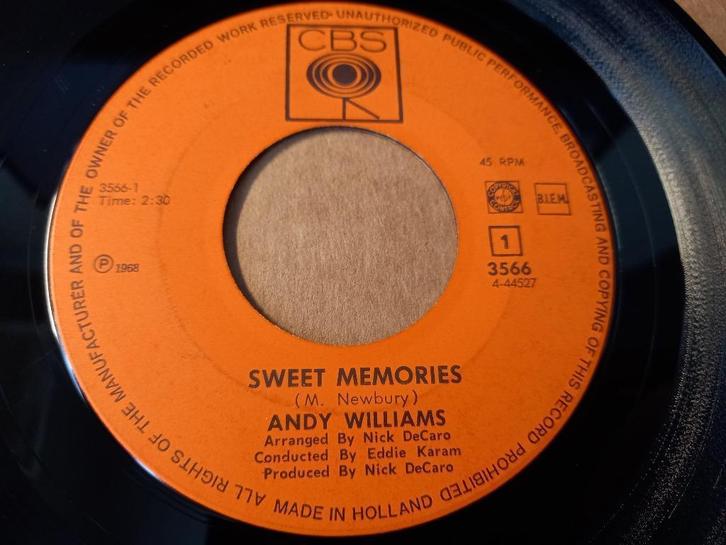 ALL RIGHTS OF THE MANUFACTURER AND OF THE OWNER OF THE RECORDED WORK RESERVED· UNAUTHORIZED PUBLIC PERFORMANCE, BROADCASTING AND COPYING OF THIS RECORD PROHIBITED
CBS
3566-1
Time: 2:30
45 RPM
B.I.E.M.
1
3566
4-44527
Ⓟ 1968
SWEET MEMORIES
(M. Newbury)
ANDY WILLIAMS
Arranged By Nick DeCaro
Conducted By Eddie Karam
Produced By Nick DeCaro
MADE IN HOLLAND